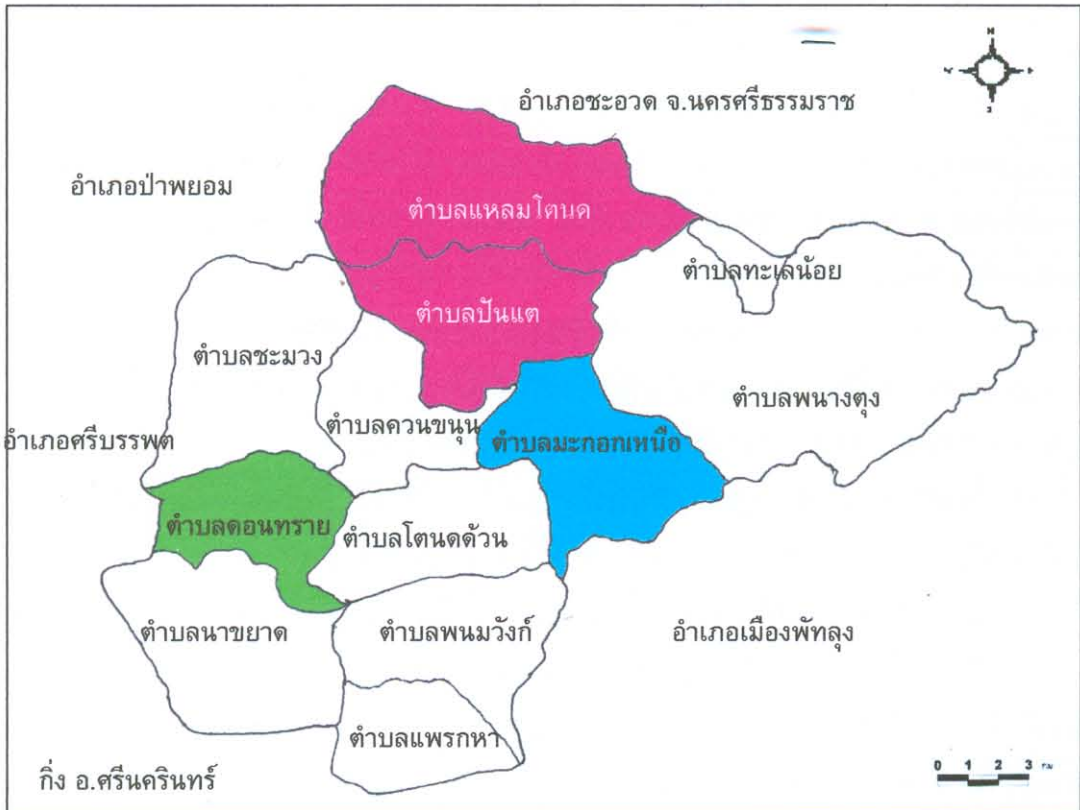 N
อำเภอชะอวด จ.นครศรีธรรมราช
อำเภอป่าพยอม
ตำบลแหลมโตนด
ตำบลทะเลน้อย
ตำบลปันแต
ตำบลชะมวง
ตำบลพนางตุง
ตำบลควนขนุน
อำเภอศรีบรรพต
ตำบลมะกอกเหนือ
ตำบลดอนทราย
ตำบลโตนดด้วน
ตำบลนาขยาด
ตำบลพนมวังก์
อำเภอเมืองพัทลุง
ตำบลแพรกหา
กิ่ง อ.ศรีนครินทร์
0 1 2 3